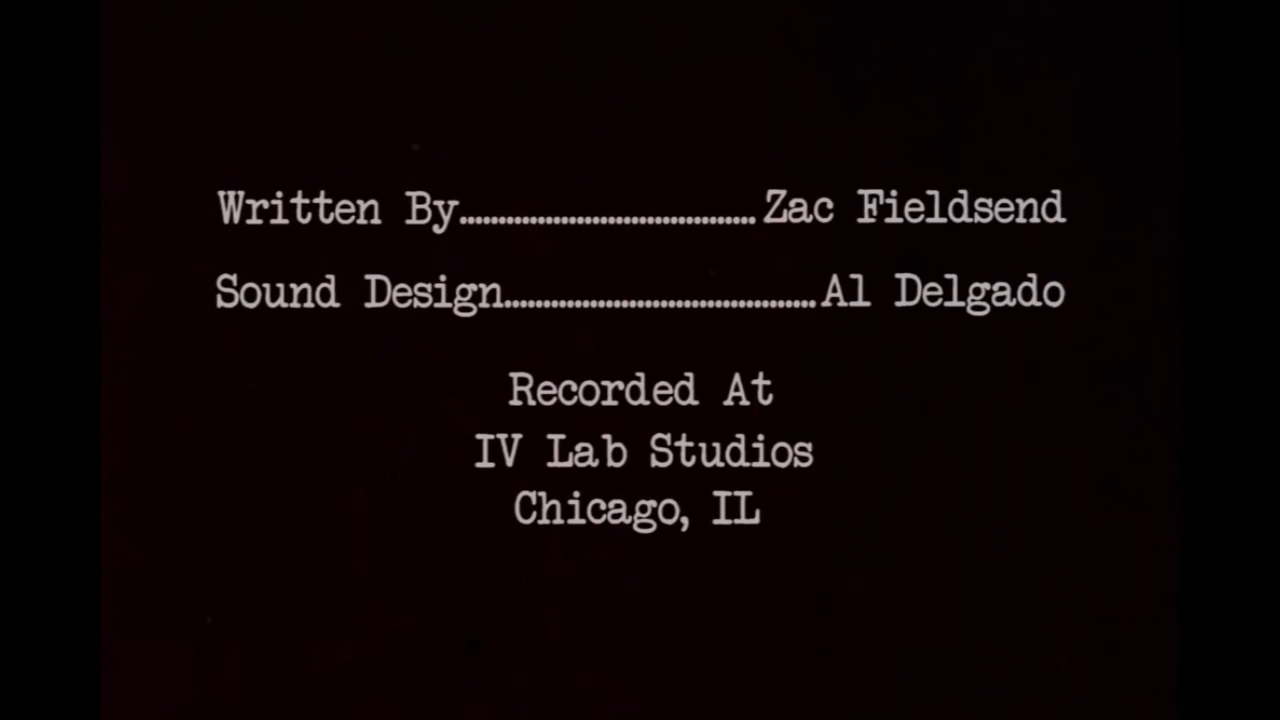 Written By.......................................Zac Fieldsend
Sound Design.........................................Al Delgado
Recorded At
IV Lab Studios
Chicago, IL